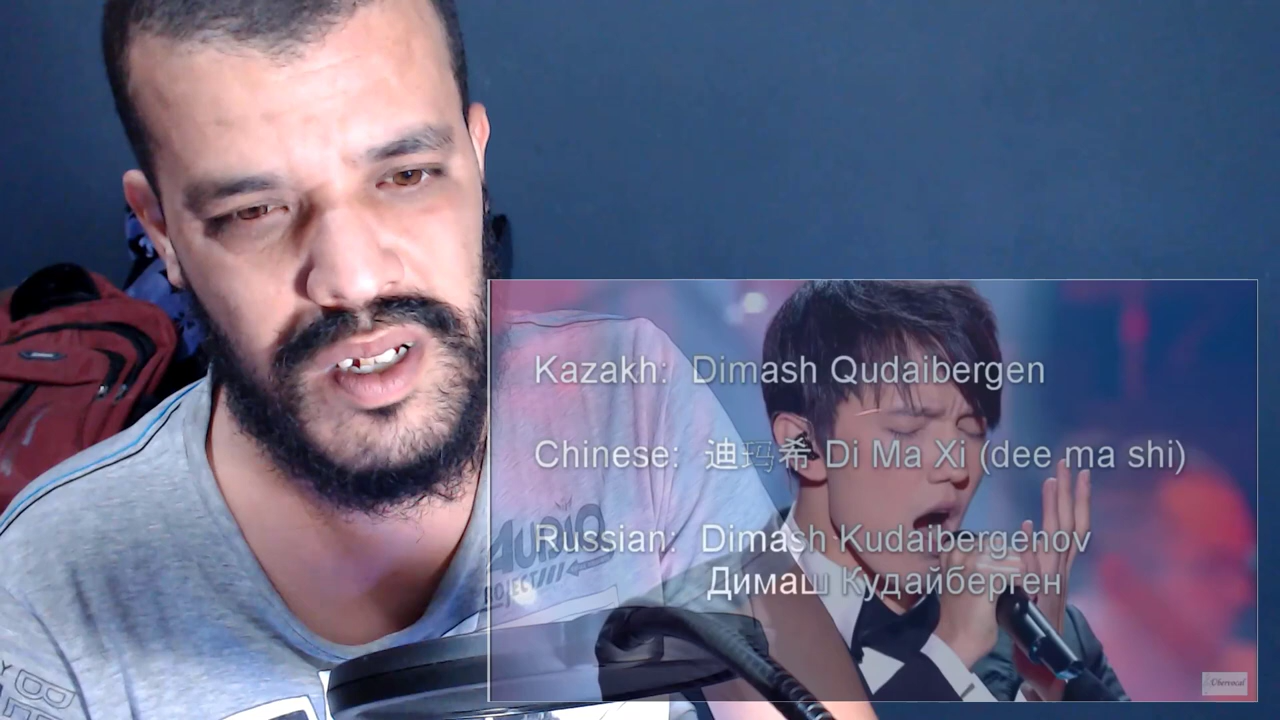 Kazakh: Dimash Qudaibergen
Chinese: 迪玛希 Di Ma Xi (dee ma shi)
Russian: Dimash Kudaibergenov
Димаш Кудайберген
AUDIO
Obervocal